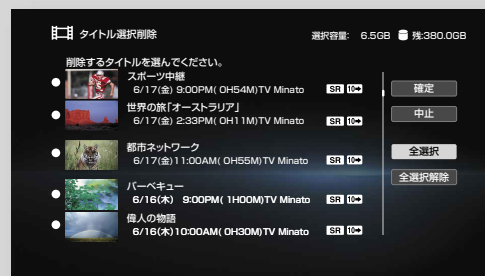 タイトル選択削除
選択容量: 6.5GB 残:380.0GB
削除するタイトルを選んでください。
スポーツ中継
6/17(金) 9:00PM( 0H54M)TV Minato SR 10
世界の旅「オーストラリア」
6/17(金) 2:33PM( 0H11M)TV Minato SR 10
都市ネットワーク
6/17(金)11:00AM( 0H55M)TV Minato SR 10
バーベキュー
6/16(木) 9:00PM( 1H00M)TV Minato SR 10
偉人の物語
6/16(木)10:00AM( 0H30M)TV Minato SR 10
確定
中止
全選択
全選択解除